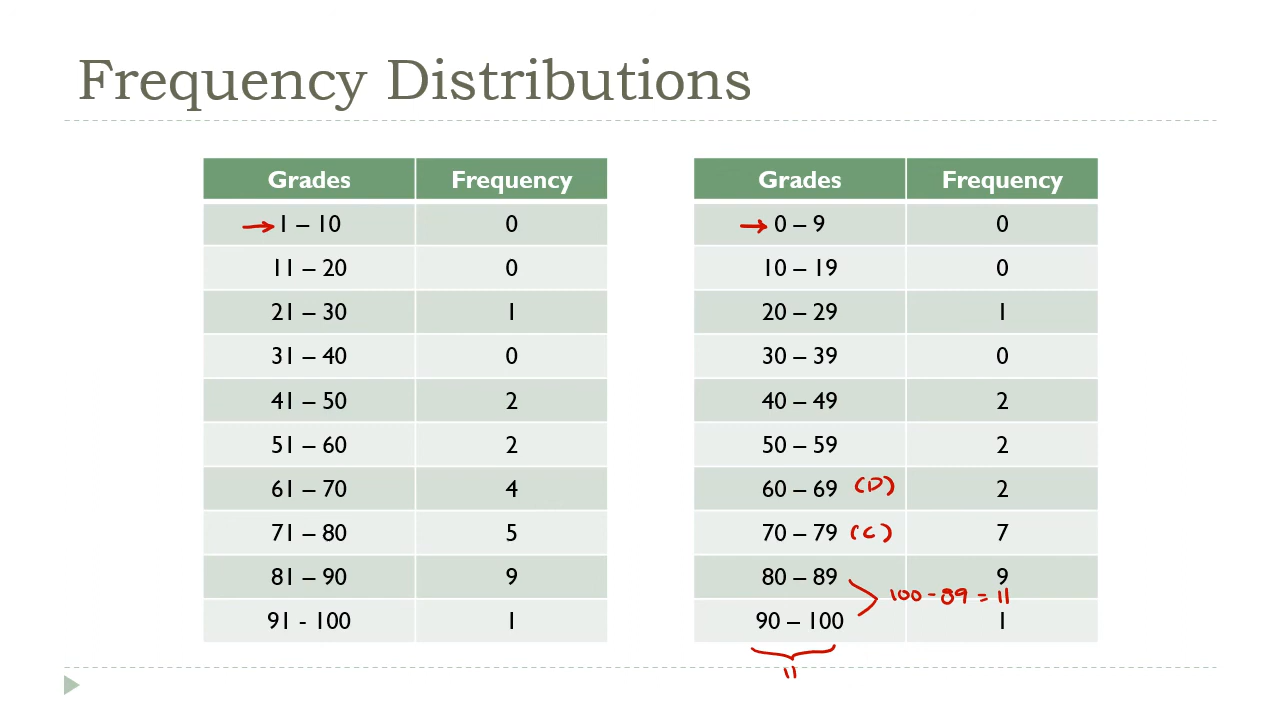 Frequency Distributions
Grades Frequency
→ 1 – 10 0
11 – 20 0
21 – 30 1
31 – 40 0
41 – 50 2
51 – 60 2
61 – 70 4
71 – 80 5
81 – 90 9
91 - 100 1
Grades Frequency
→ 0 – 9 0
10 – 19 0
20 – 29 1
30 – 39 0
40 – 49 2
50 – 59 2
60 – 69 (D) 2
70 – 79 (C) 7
80 – 89 9
100 - 89 = 11
90 – 100 1
11